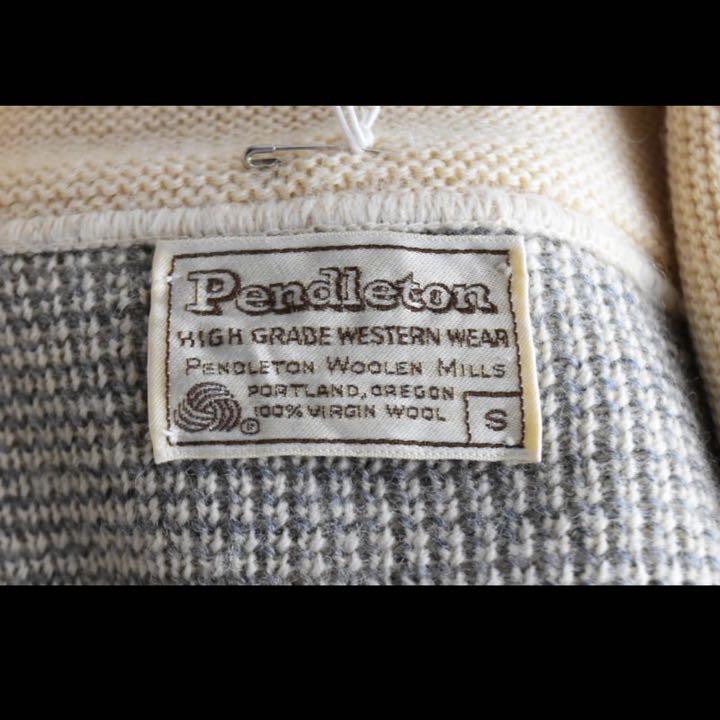 Pendleton
HIGH GRADE WESTERN WEAR
PENDLETON WOOLEN MILLS
PORTLAND, OREGON
100% VIRGIN WOOL
®
S